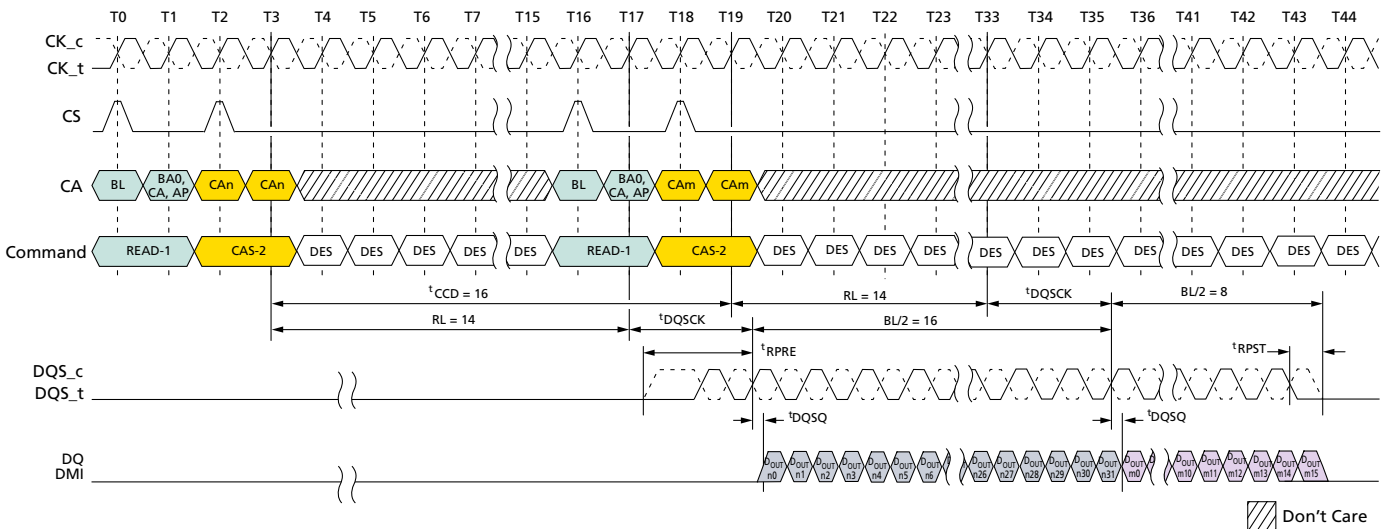 T0 T1 T2 T3 T4 T5 T6 T7 T15 T16 T17 T18 T19 T20 T21 T22 T23 T33 T34 T35 T36 T41 T42 T43 T44
CK_c
CK_t
CS
CA BL BA0, CA, AP CAn CAn BL BA0, CA, AP CAm CAm
Command READ-1 CAS-2 DES DES DES DES DES READ-1 CAS-2 DES DES DES DES DES DES DES DES DES DES DES DES
tCCD = 16 RL = 14 tDQSCK BL/2 = 8
RL = 14 tDQSCK BL/2 = 16
tRPRE tRPST
DQS_c
DQS_t
tDQSQ tDQSQ
DQ
DMI
DOUT n0 DOUT n1 DOUT n2 DOUT n3 DOUT n4 DOUT n5 DOUT n6 DOUT n26 DOUT n27 DOUT n28 DOUT n29 DOUT n30 DOUT n31 DOUT m0 DOUT m10 DOUT m11 DOUT m12 DOUT m13 DOUT m14 DOUT m15
Don't Care